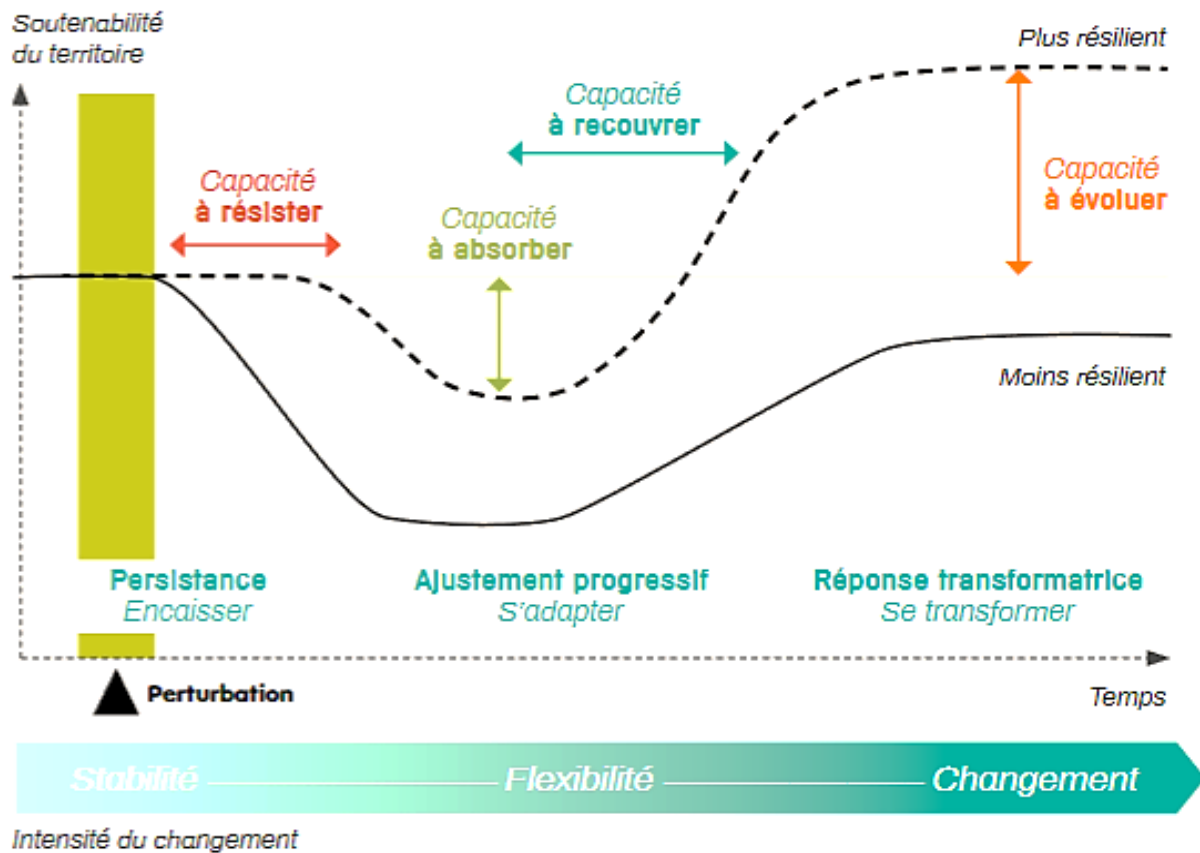 Soutenabilité
du territoire
Plus résilient
Capacité
à recouvrer
Capacité
à résister
Capacité
à absorber
Capacité
à évoluer
Moins résilient
Persistance
Encaisser
Ajustement progressif
S'adapter
Réponse transformatrice
Se transformer
Perturbation
Temps
Stabilité
Flexibilité
Changement
Intensité du changement